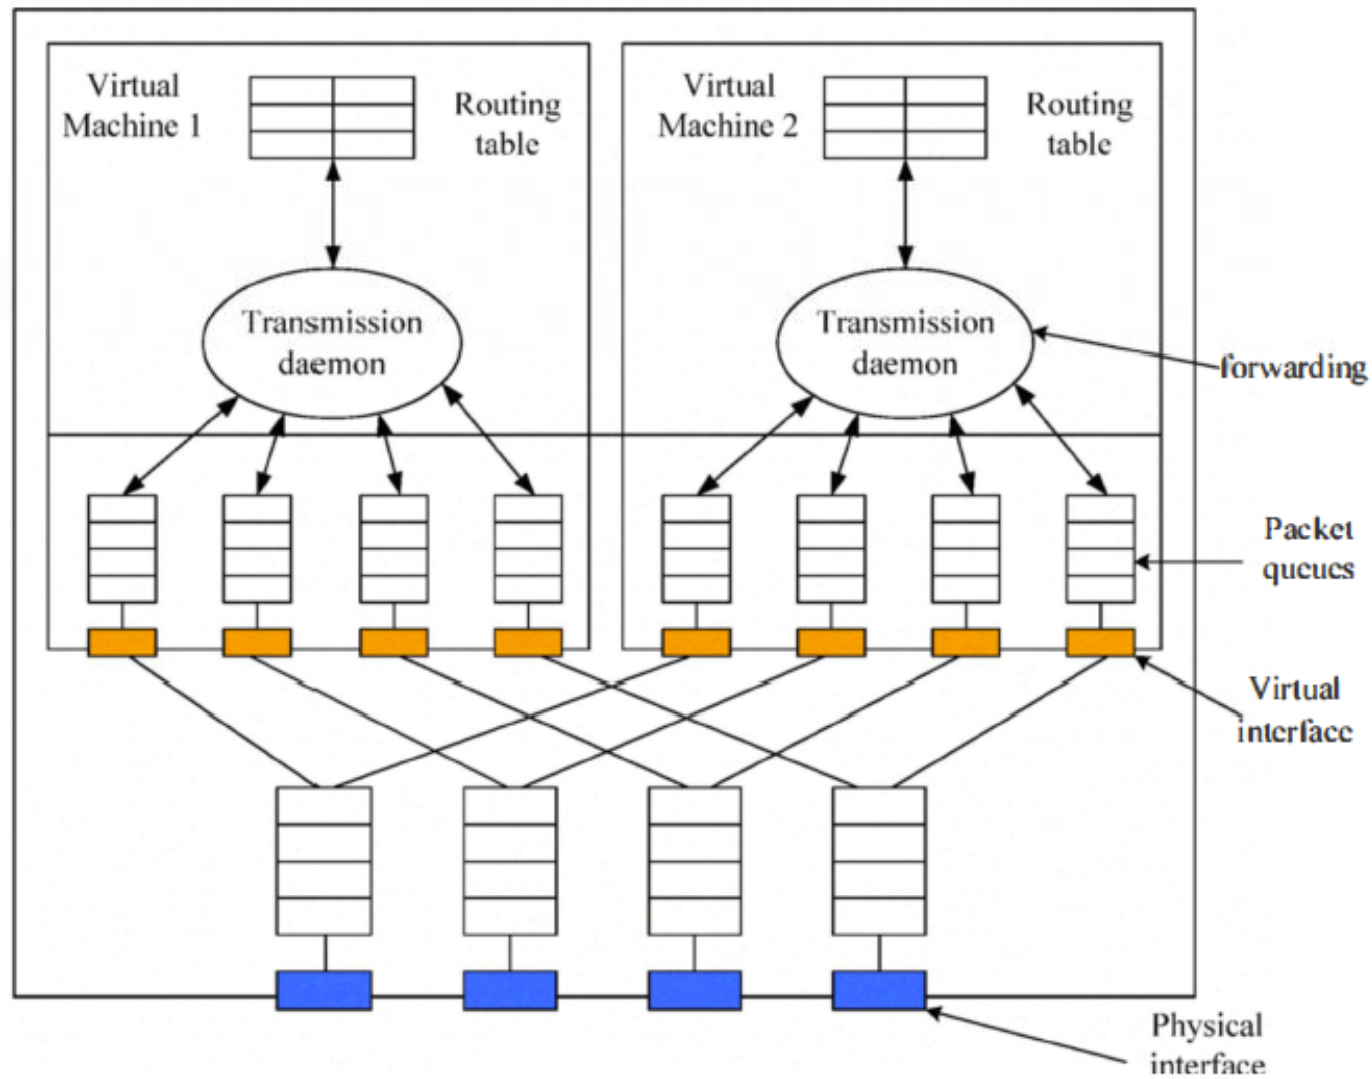 Virtual
Machine 1
Routing
table
Virtual
Machine 2
Routing
table
Transmission
daemon
Transmission
daemon
forwarding
Packet
queues
Virtual
interface
Physical
interface